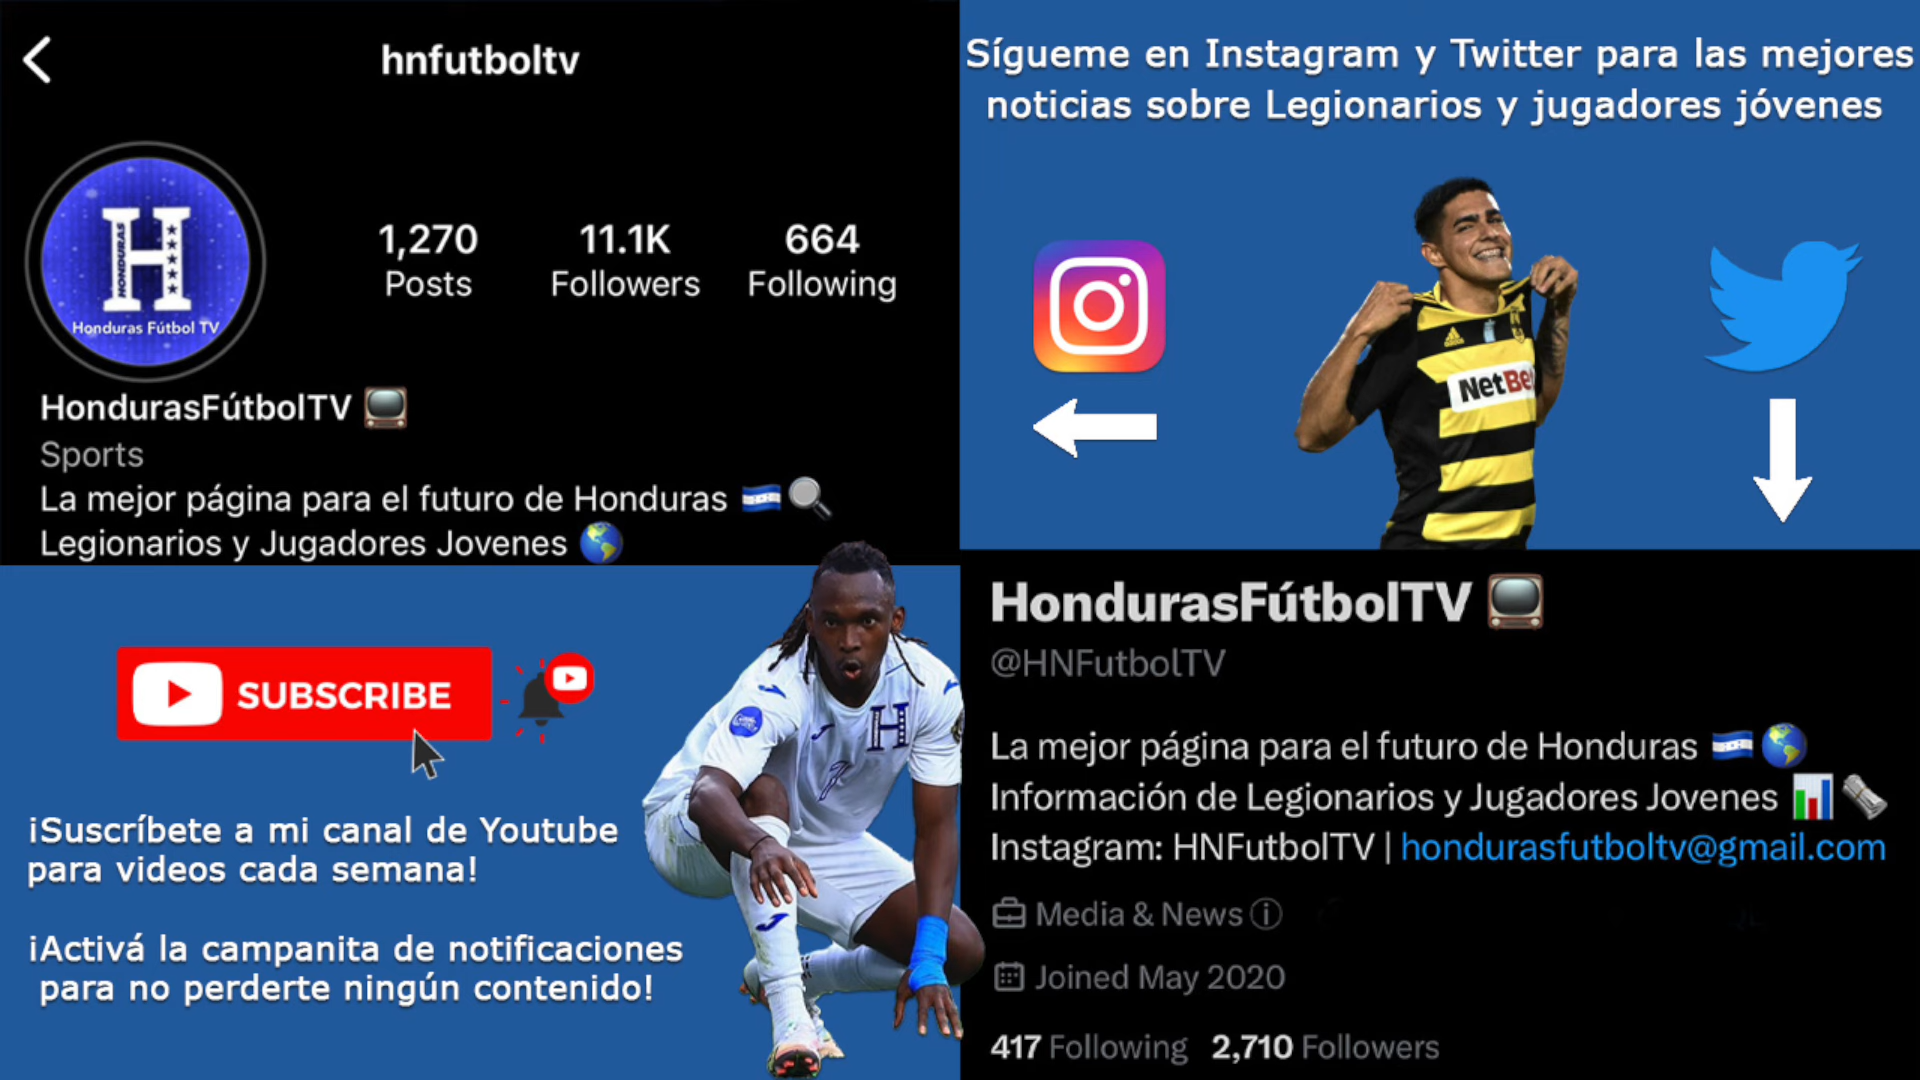 hnfutboltv
HONDURAS
Honduras Fútbol TV
1,270
Posts
11.1K
Followers
664
Following
HondurasFútbolTV
Sports
La mejor página para el futuro de Honduras
Legionarios y Jugadores Jovenes
Sígueme en Instagram y Twitter para las mejores
noticias sobre Legionarios y jugadores jóvenes
NetBe
SUBSCRIBE
¡Suscríbete a mi canal de Youtube
para videos cada semana!
¡Activá la campanita de notificaciones
para no perderte ningún contenido!
H
7
HondurasFútbolTV
@HNFutbolTV
La mejor página para el futuro de Honduras
Información de Legionarios y Jugadores Jovenes
Instagram: HNFutbolTV | hondurasfutboltv@gmail.com
Media & News
Joined May 2020
417 Following 2,710 Followers